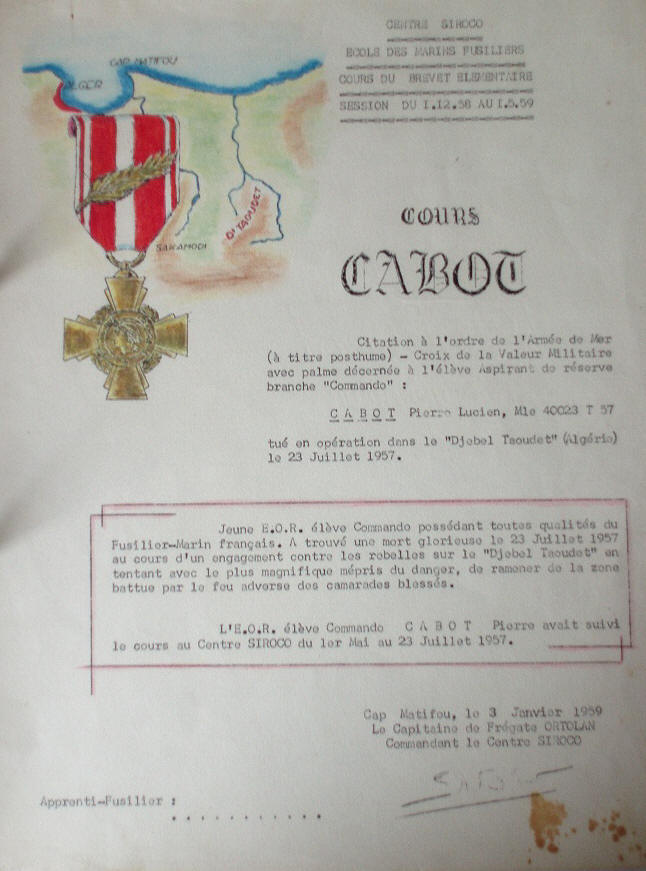 CAP MATIFOU
ALGER
SAKAMODI
Dj TAOUDET
CENTRE SIROCO
ECOLE DES MARINS FUSILIERS
COURS DU BREVET ELEMENTAIRE
SESSION DU I.12.58 AU I.5.59
COURS
CABOT
Citation à l'ordre de l'Armée de Mer
(à titre posthume) - Croix de la Valeur Militaire
avec palme décernée à l'élève Aspirant de réserve
branche "Commando" :
C A B O T Pierre Lucien, Mle 40023 T 57
tué en opération dans le "Djebel Taoudet" (Algérie)
le 23 Juillet 1957.
Jeune E.O.R. élève Commando possédant toutes qualités du
Fusilier-Marin français. A trouvé une mort glorieuse le 23 Juillet 1957
au cours d'un engagement contre les rebelles sur le "Djebel Taoudet" en
tentant avec le plus magnifique mépris du danger, de ramener de la zone
battue par le feu adverse des camarades blessés.
L'E.O.R. élève Commando C A B O T Pierre avait suivi
le cours au Centre SIROCO du 1er Mai au 23 Juillet 1957.
Cap Matifou, le 3 Janvier 1959
Le Capitaine de Frégate ORTOLAN
Commandant le Centre SIROCO
Apprenti-Fusilier :
. . . . . . . . . . .